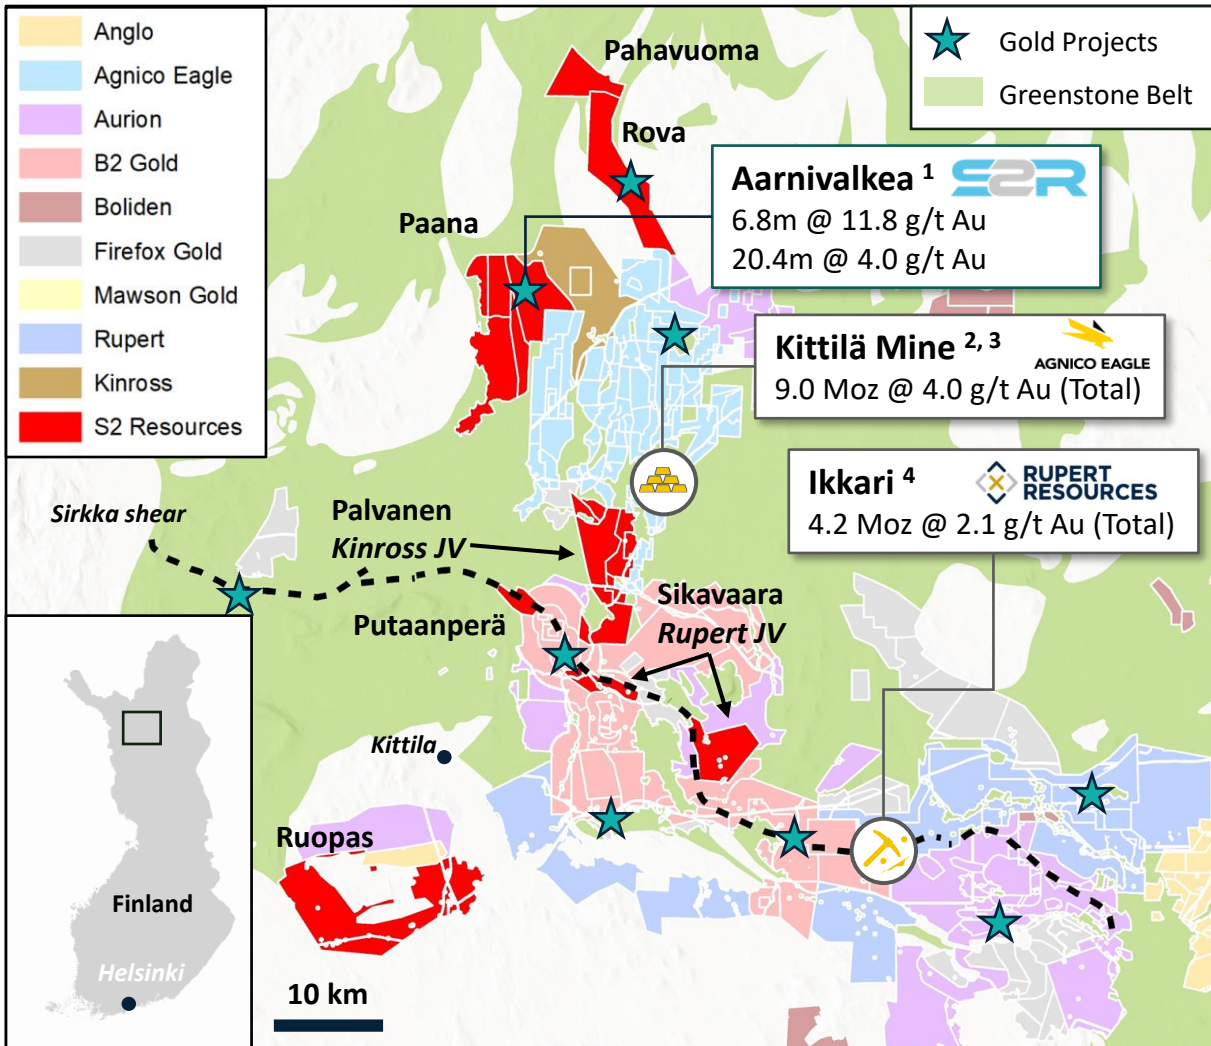 Anglo
Agnico Eagle
Aurion
B2 Gold
Boliden
Firefox Gold
Mawson Gold
Rupert
Kinross
S2 Resources
Gold Projects
Greenstone Belt
Pahavuoma
Rova
Paana
Aarnivalkea 1
S2R
6.8m @ 11.8 g/t Au
20.4m @ 4.0 g/t Au
Kittilä Mine 2, 3
AGNICO EAGLE
9.0 Moz @ 4.0 g/t Au (Total)
Ikkari 4
RUPERT
RESOURCES
4.2 Moz @ 2.1 g/t Au (Total)
Sirkka shear
Palvanen
Kinross JV
Putaanperä
Sikavaara
Rupert JV
Kittila
Ruopas
Finland
Helsinki
10 km